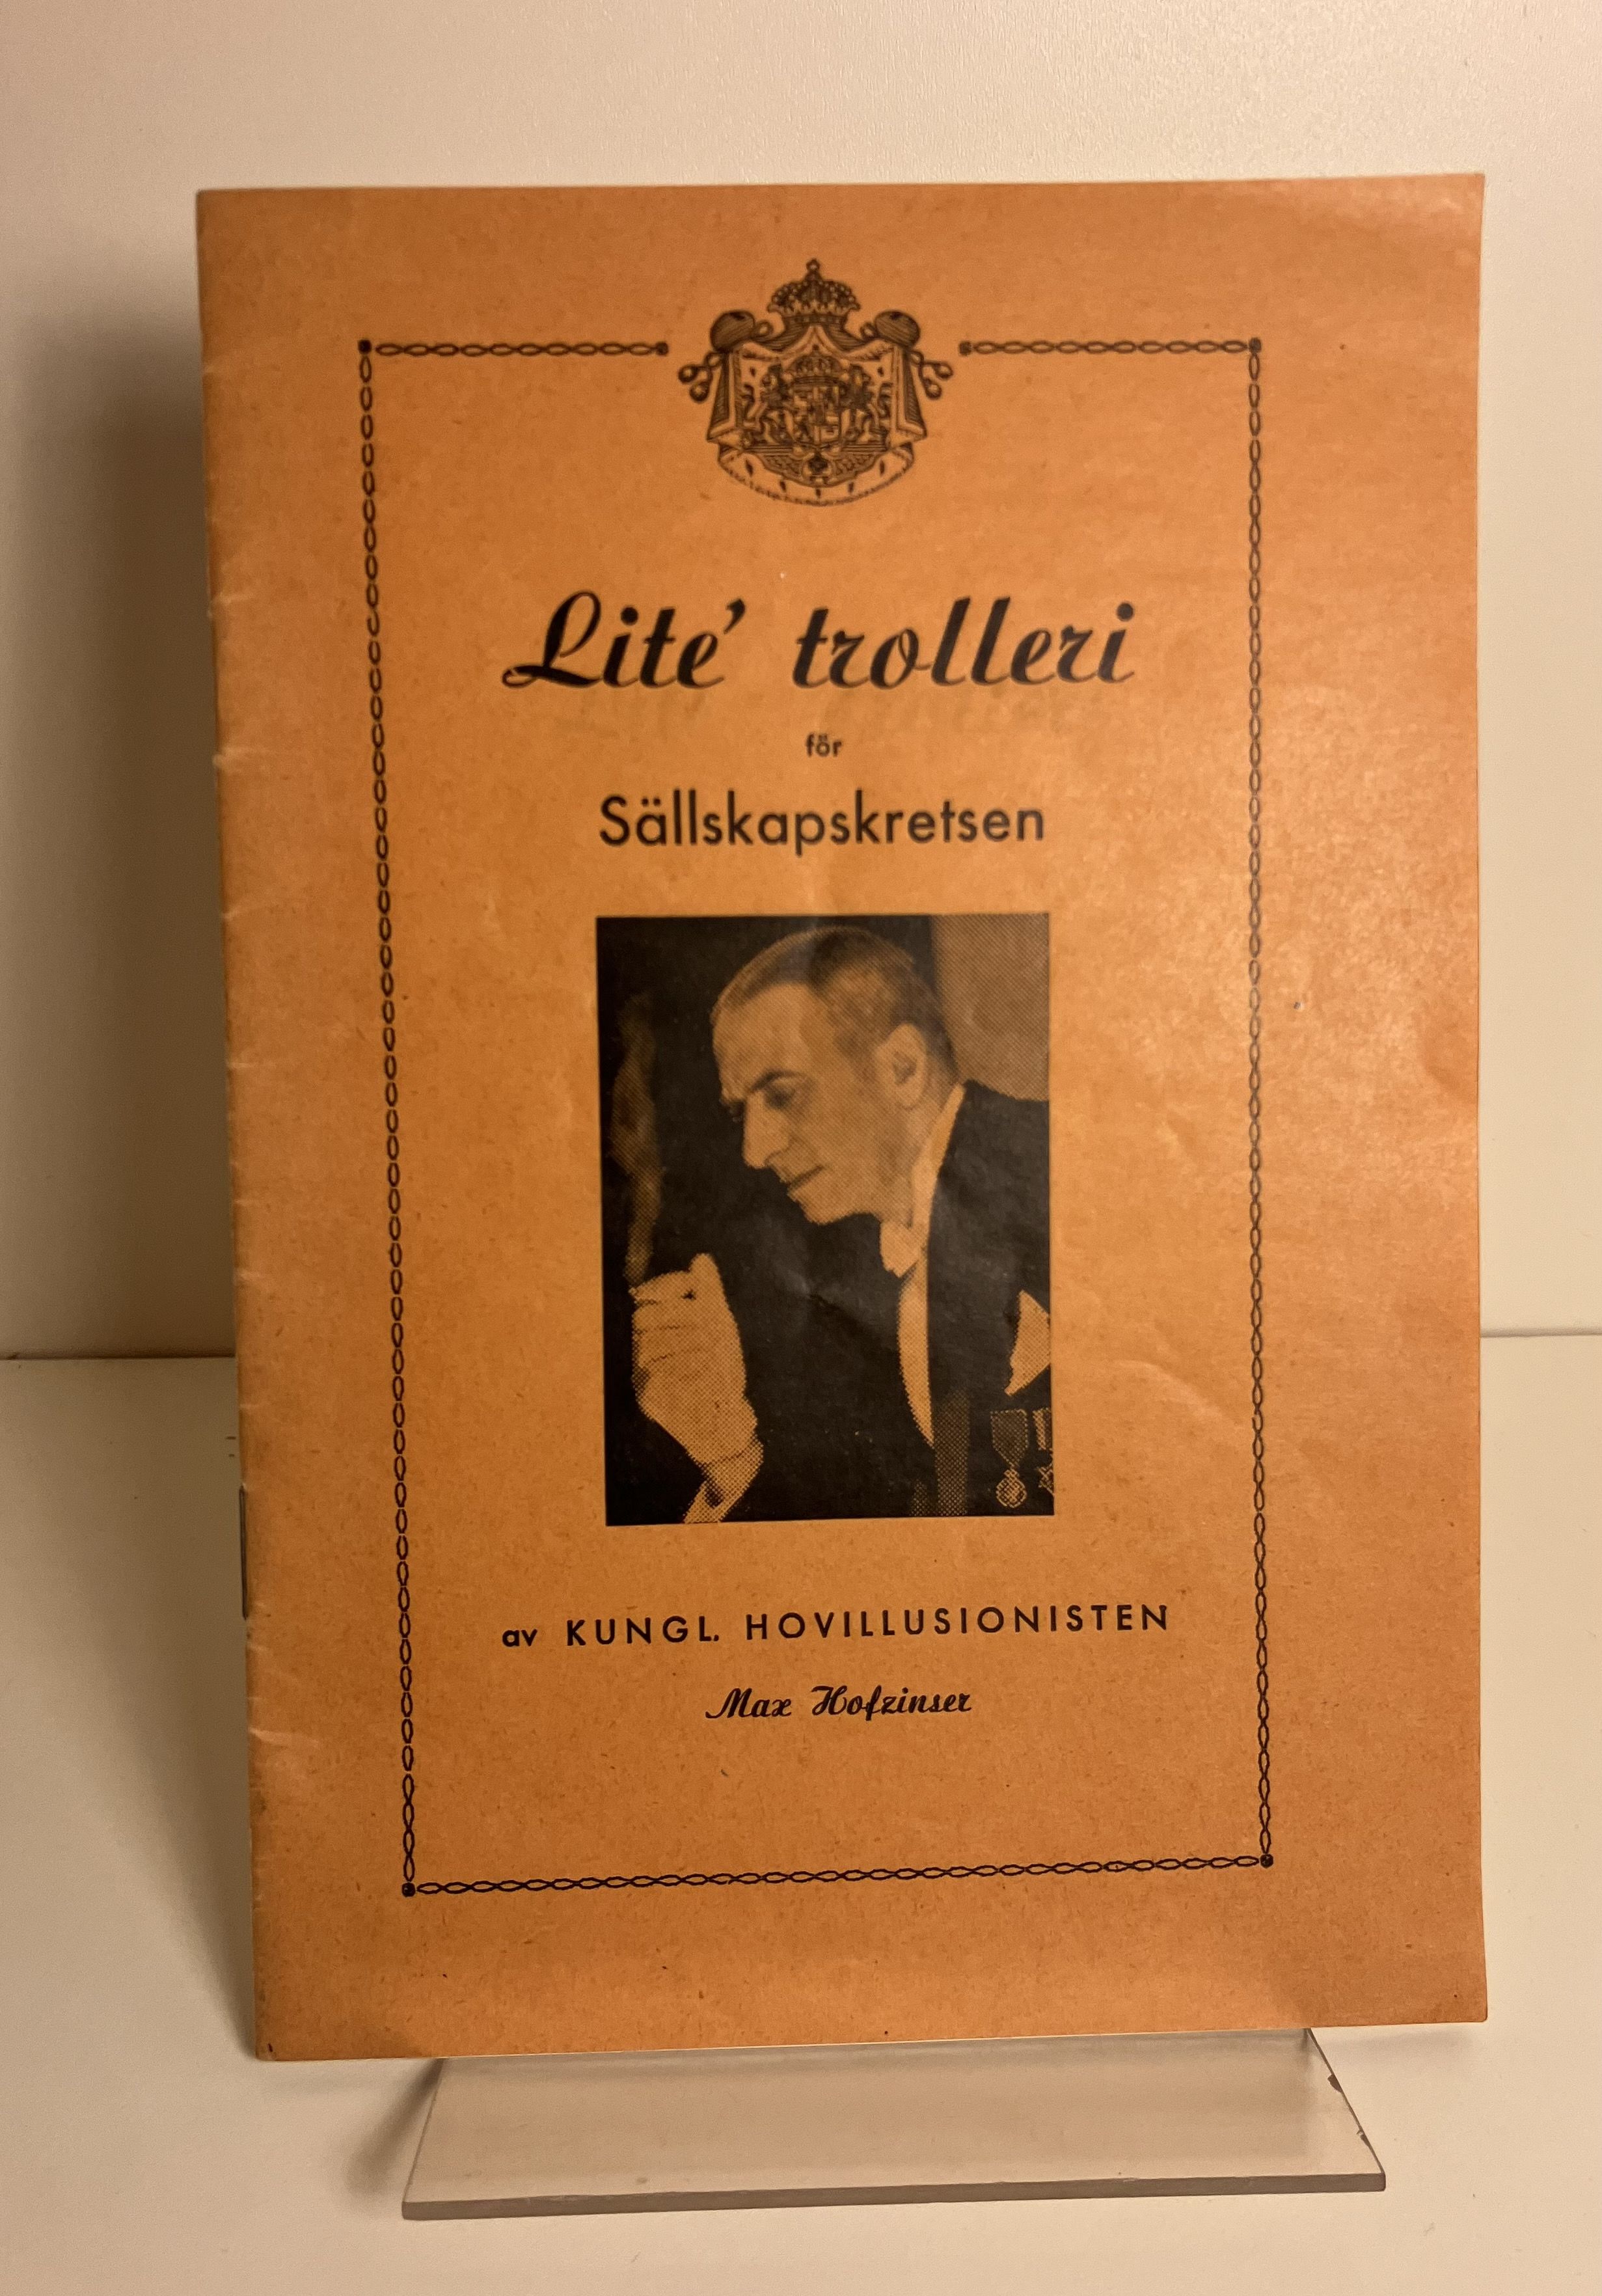 Lite' trolleri
för
Sällskapskretsen
av KUNGL. HOVILLUSIONISTEN
Max Hofzinser